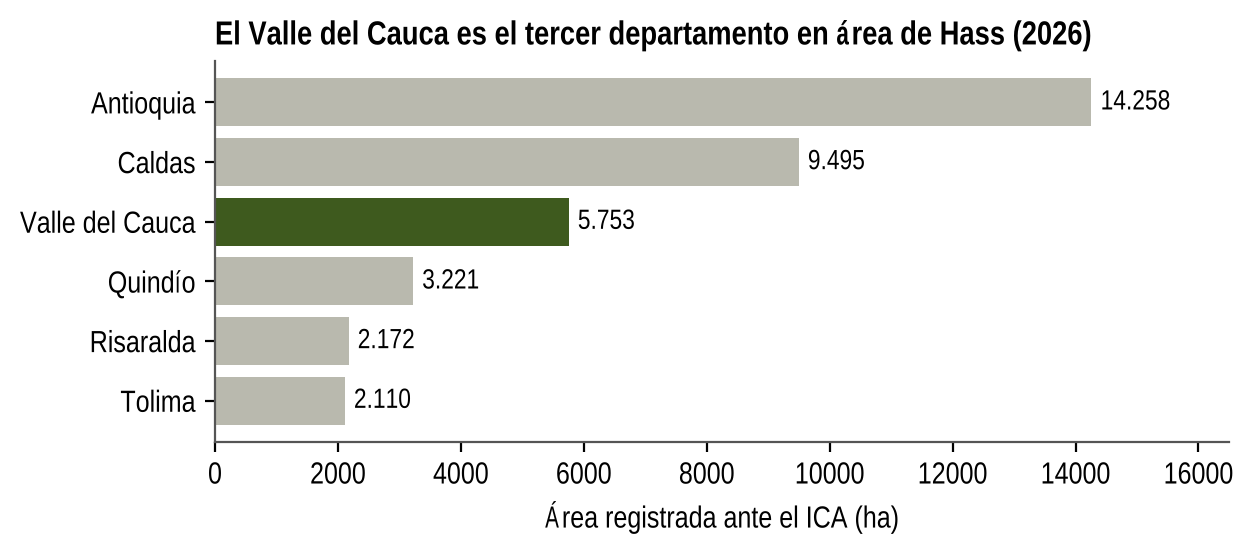 El Valle del Cauca es el tercer departamento en área de Hass (2026)
Antioquia 14.258
Caldas 9.495
Valle del Cauca 5.753
Quindío 3.221
Risaralda 2.172
Tolima 2.110
0 2000 4000 6000 8000 10000 12000 14000 16000
Área registrada ante el ICA (ha)